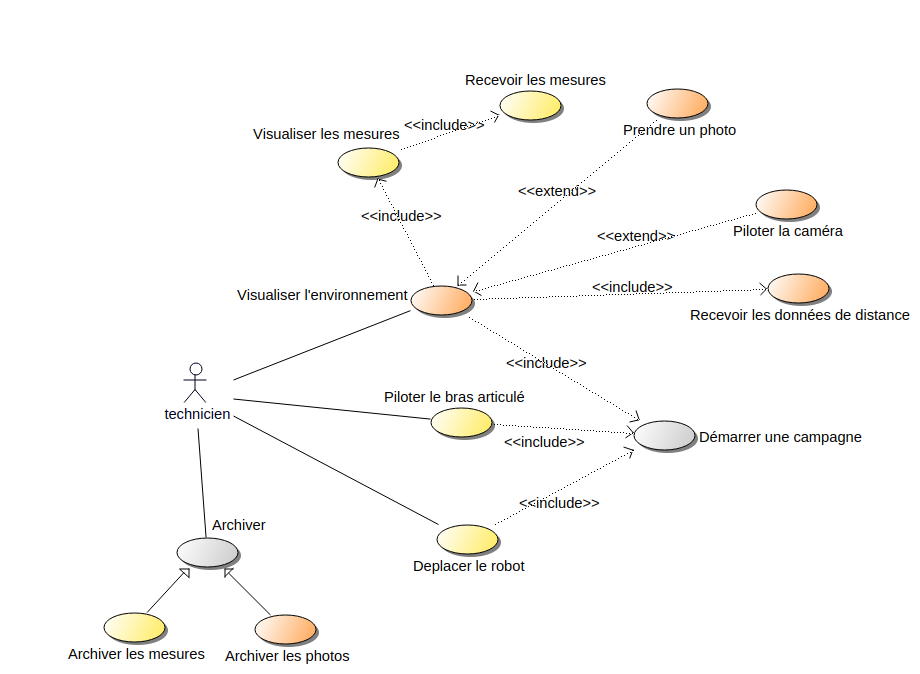 Recevoir les mesures
<<include>>
Visualiser les mesures
Prendre un photo
<<extend>>
<<include>>
Piloter la caméra
<<extend>>
<<include>>
Visualiser l'environnement
Recevoir les données de distance
<<include>>
Piloter le bras articulé
technicien
Démarrer une campagne
<<include>>
<<include>>
Archiver
Deplacer le robot
Archiver les mesures
Archiver les photos